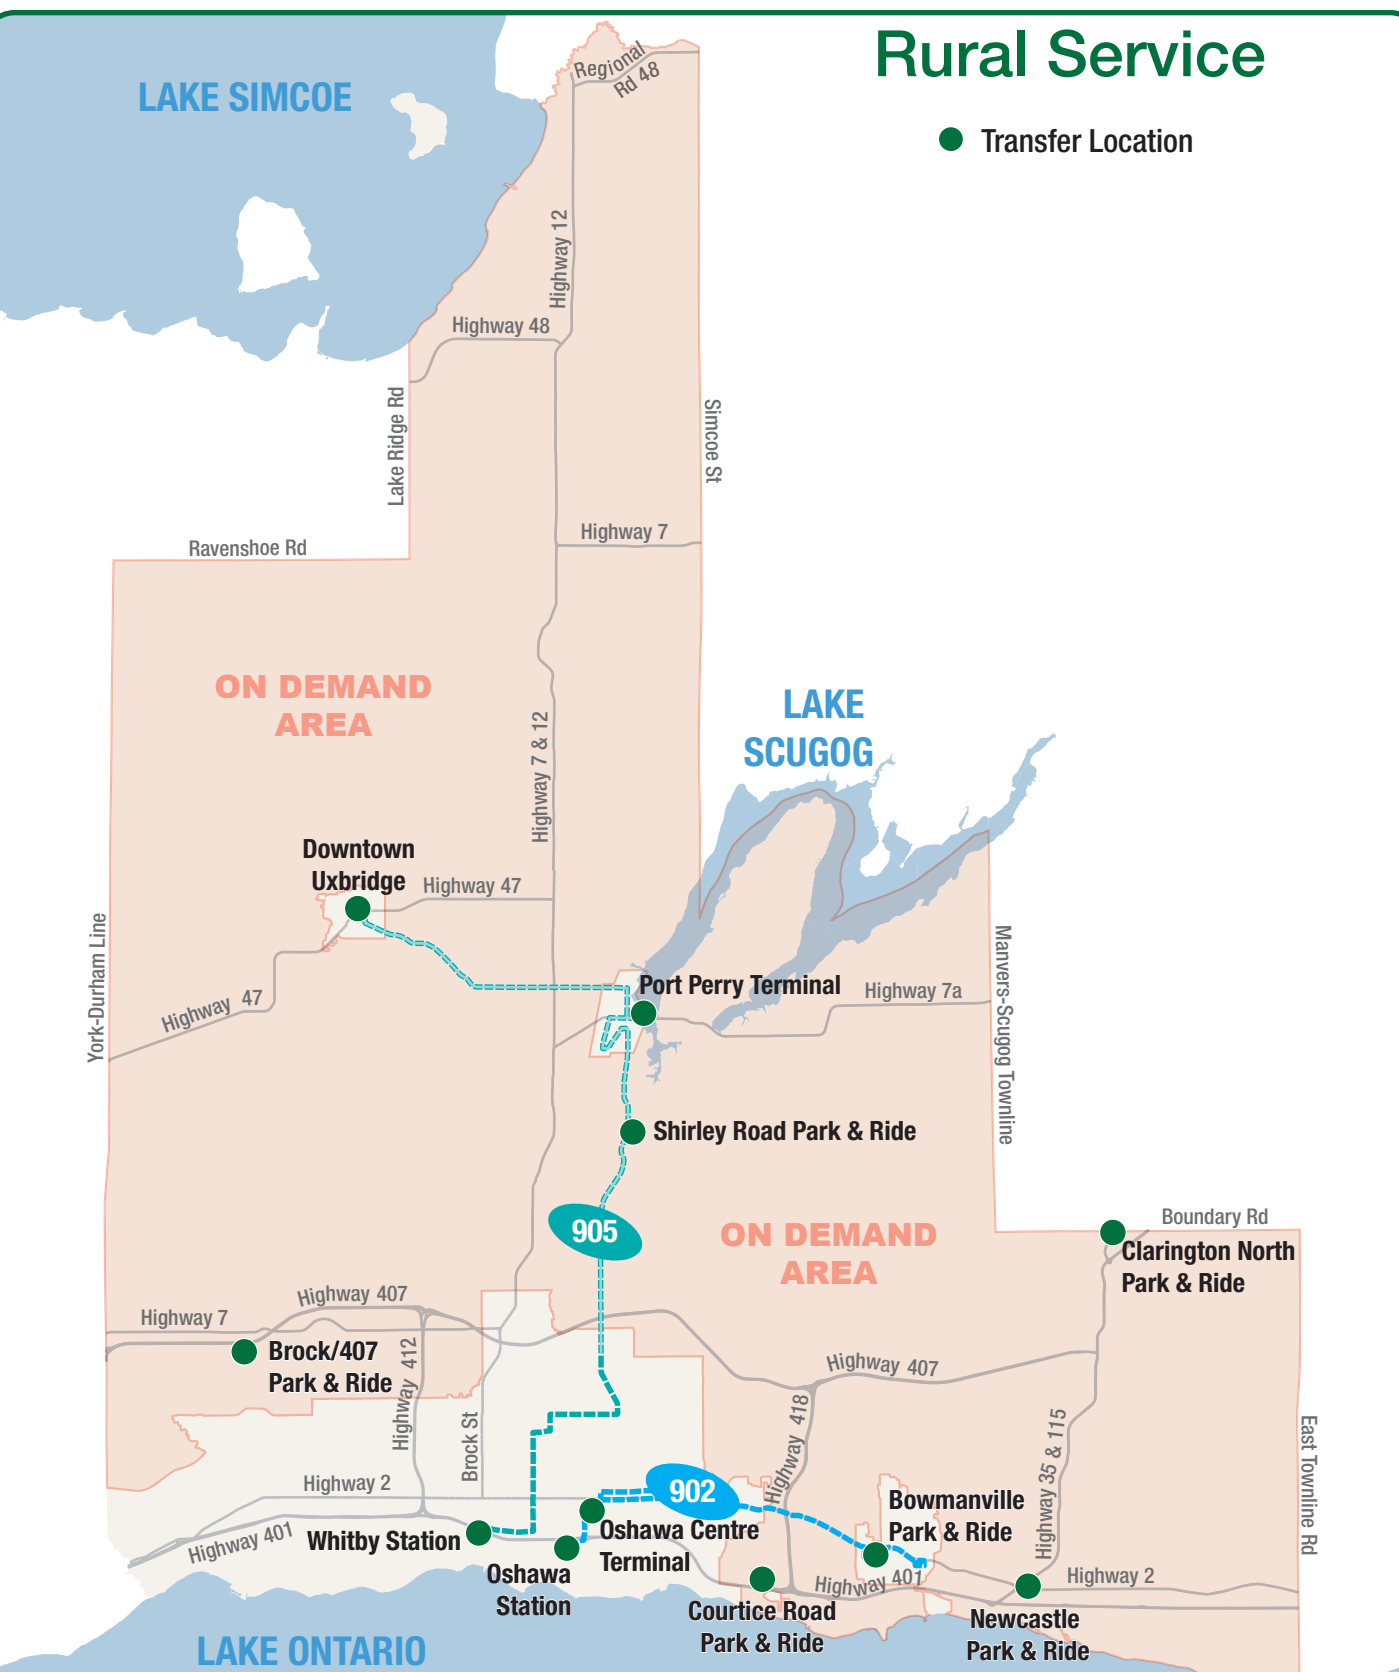 Rural Service
Transfer Location
LAKE SIMCOE
Regional
Rd 48
Highway 12
Highway 48
Lake Ridge Rd
Simcoe St
Highway 7
Ravenshoe Rd
ON DEMAND
AREA
LAKE
SCUGOG
Highway 7 & 12
Downtown
Uxbridge
Highway 47
York-Durham Line
Highway 47
Port Perry Terminal
Highway 7a
Manvers-Scugog Townline
Shirley Road Park & Ride
905
ON DEMAND
AREA
Boundary Rd
Clarington North
Park & Ride
Highway 407
Highway 7
Brock/407
Park & Ride
Highway 412
Highway 407
Highway 418
Brock St
Highway 35 & 115
East Townline Rd
Highway 2
902
Bowmanville
Park & Ride
Highway 401
Whitby Station
Oshawa Centre
Terminal
Oshawa
Station
Highway 401
Highway 2
Courtice Road
Park & Ride
Newcastle
Park & Ride
LAKE ONTARIO